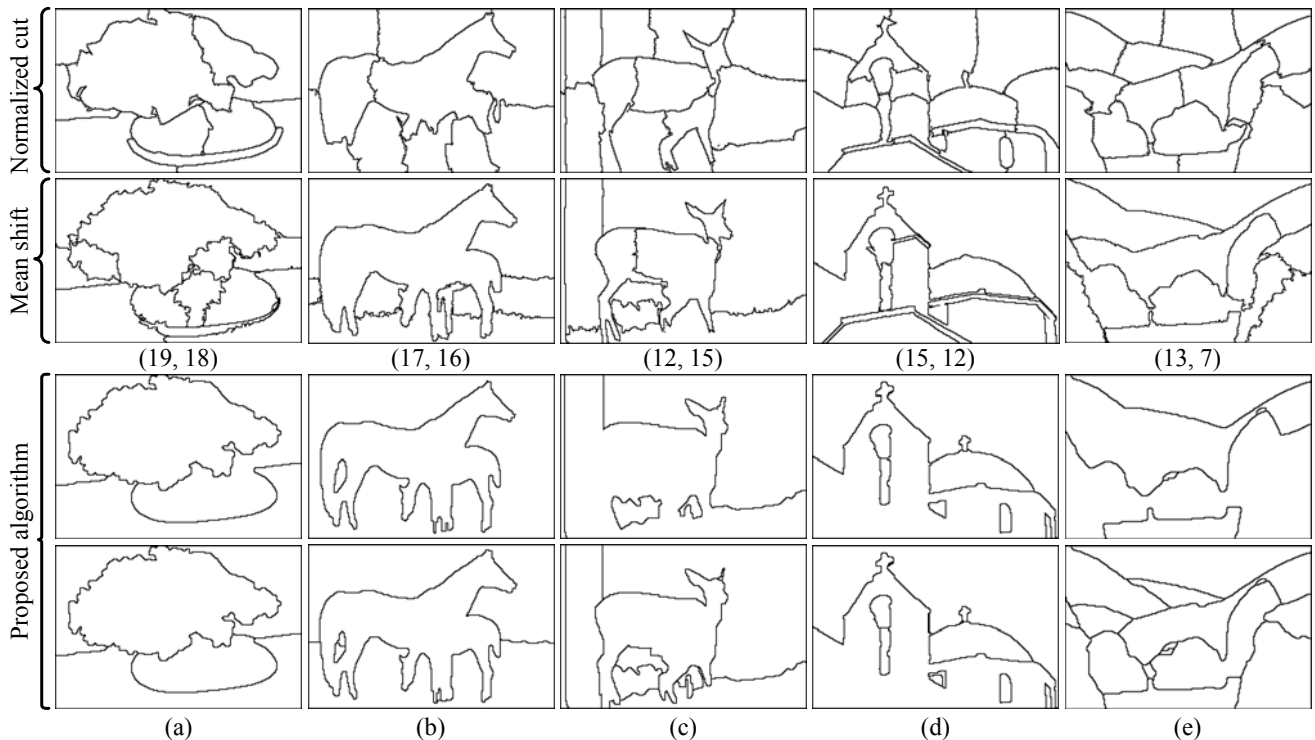 Normalized cut
Mean shift
(19, 18) (17, 16) (12, 15) (15, 12) (13, 7)
Proposed algorithm
(a) (b) (c) (d) (e)